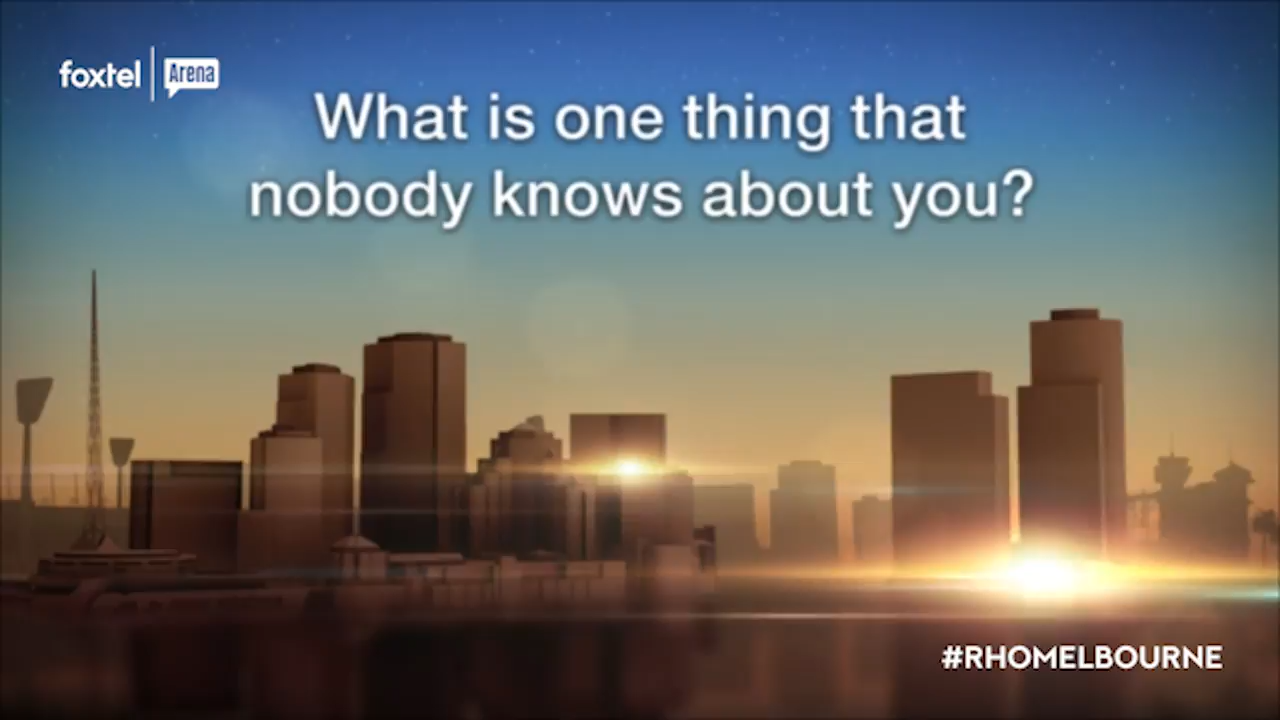 foxtel
Arena
What is one thing that
nobody knows about you?
#RHOMELBOURNE